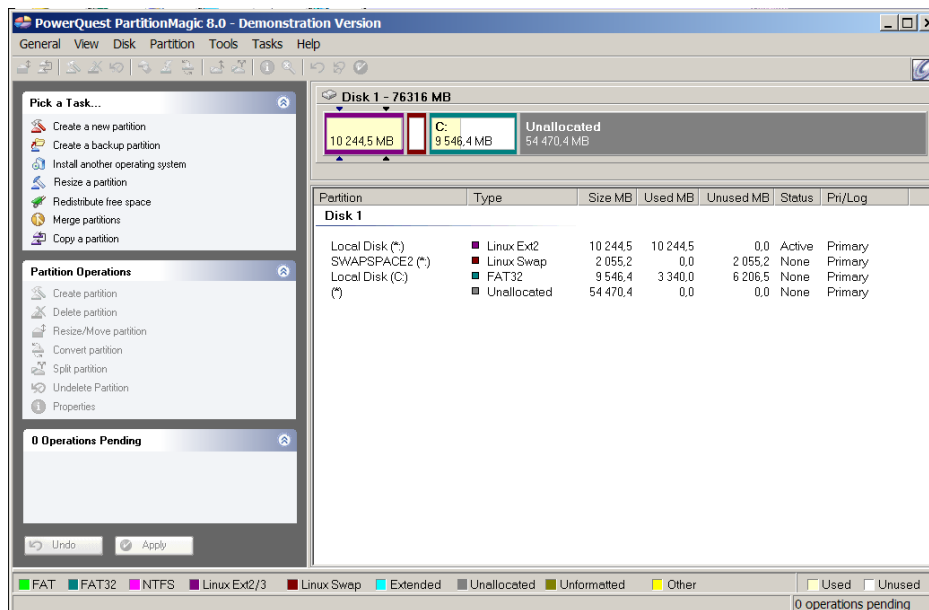 PowerQuest PartitionMagic 8.0 - Demonstration Version
General View Disk Partition Tools Tasks Help
Pick a Task...
Create a new partition
Create a backup partition
Install another operating system
Resize a partition
Redistribute free space
Merge partitions
Copy a partition
Partition Operations
Create partition
Delete partition
Resize/Move partition
Convert partition
Split partition
Undelete Partition
Properties
0 Operations Pending
Undo Apply
Disk 1 - 76316 MB
10 244,5 MB
C:
9 546,4 MB
Unallocated
54 470,4 MB
Partition Type Size MB Used MB Unused MB Status Pri/Log
Disk 1
Local Disk (*:) Linux Ext2 10 244,5 10 244,5 0,0 Active Primary
SWAPSPACE2 (*:) Linux Swap 2 055,2 0,0 2 055,2 None Primary
Local Disk (C:) FAT32 9 546,4 3 340,0 6 206,5 None Primary
(*) Unallocated 54 470,4 0,0 0,0 None Primary
FAT FAT32 NTFS Linux Ext2/3 Linux Swap Extended Unallocated Unformatted Other Used Unused
0 operations pending